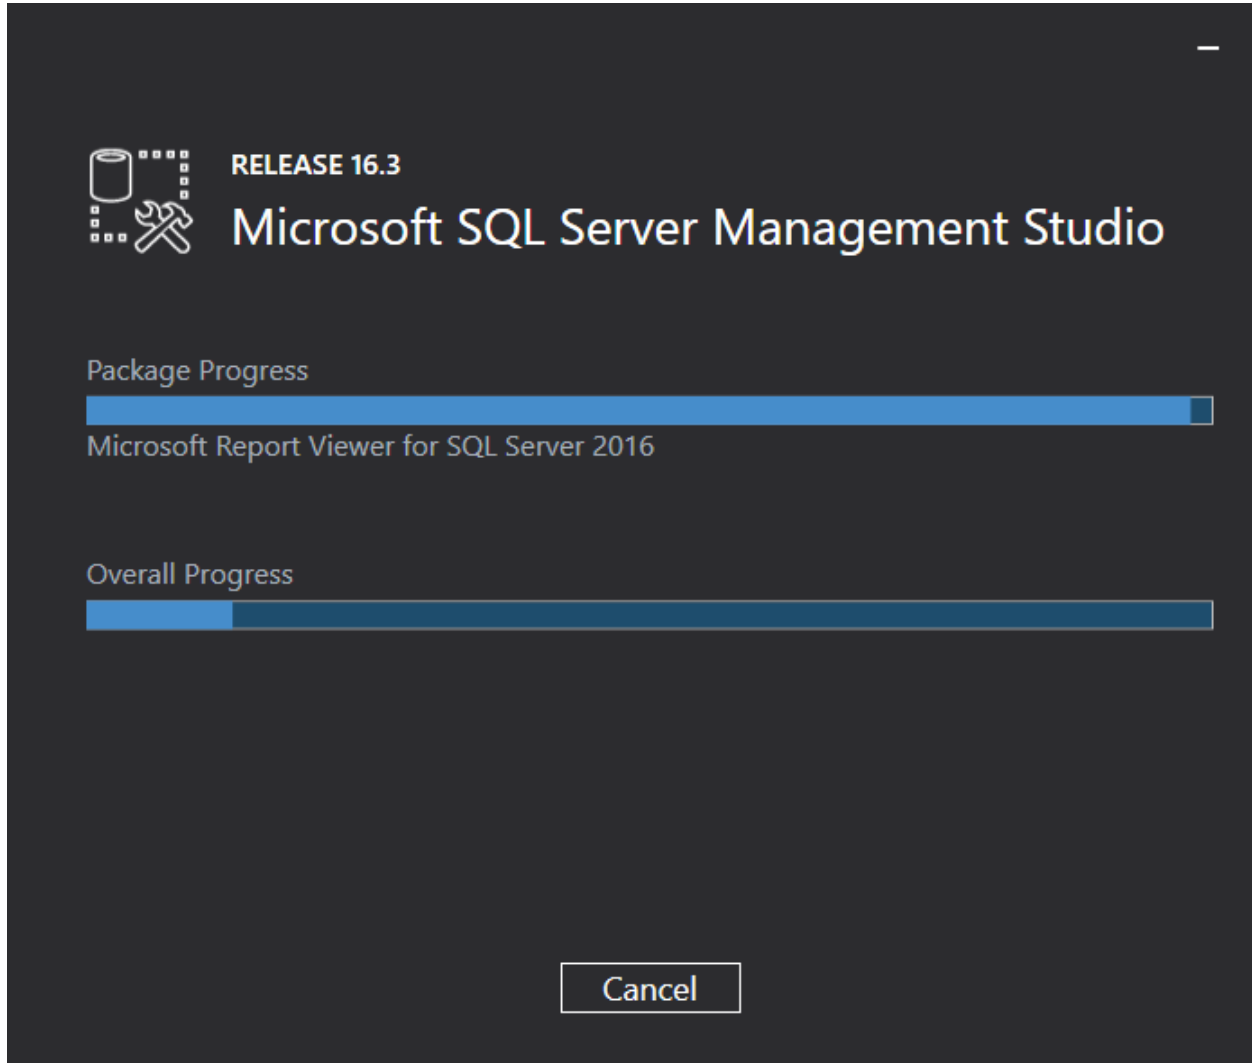 RELEASE 16.3
Microsoft SQL Server Management Studio
Package Progress
Microsoft Report Viewer for SQL Server 2016
Overall Progress
Cancel